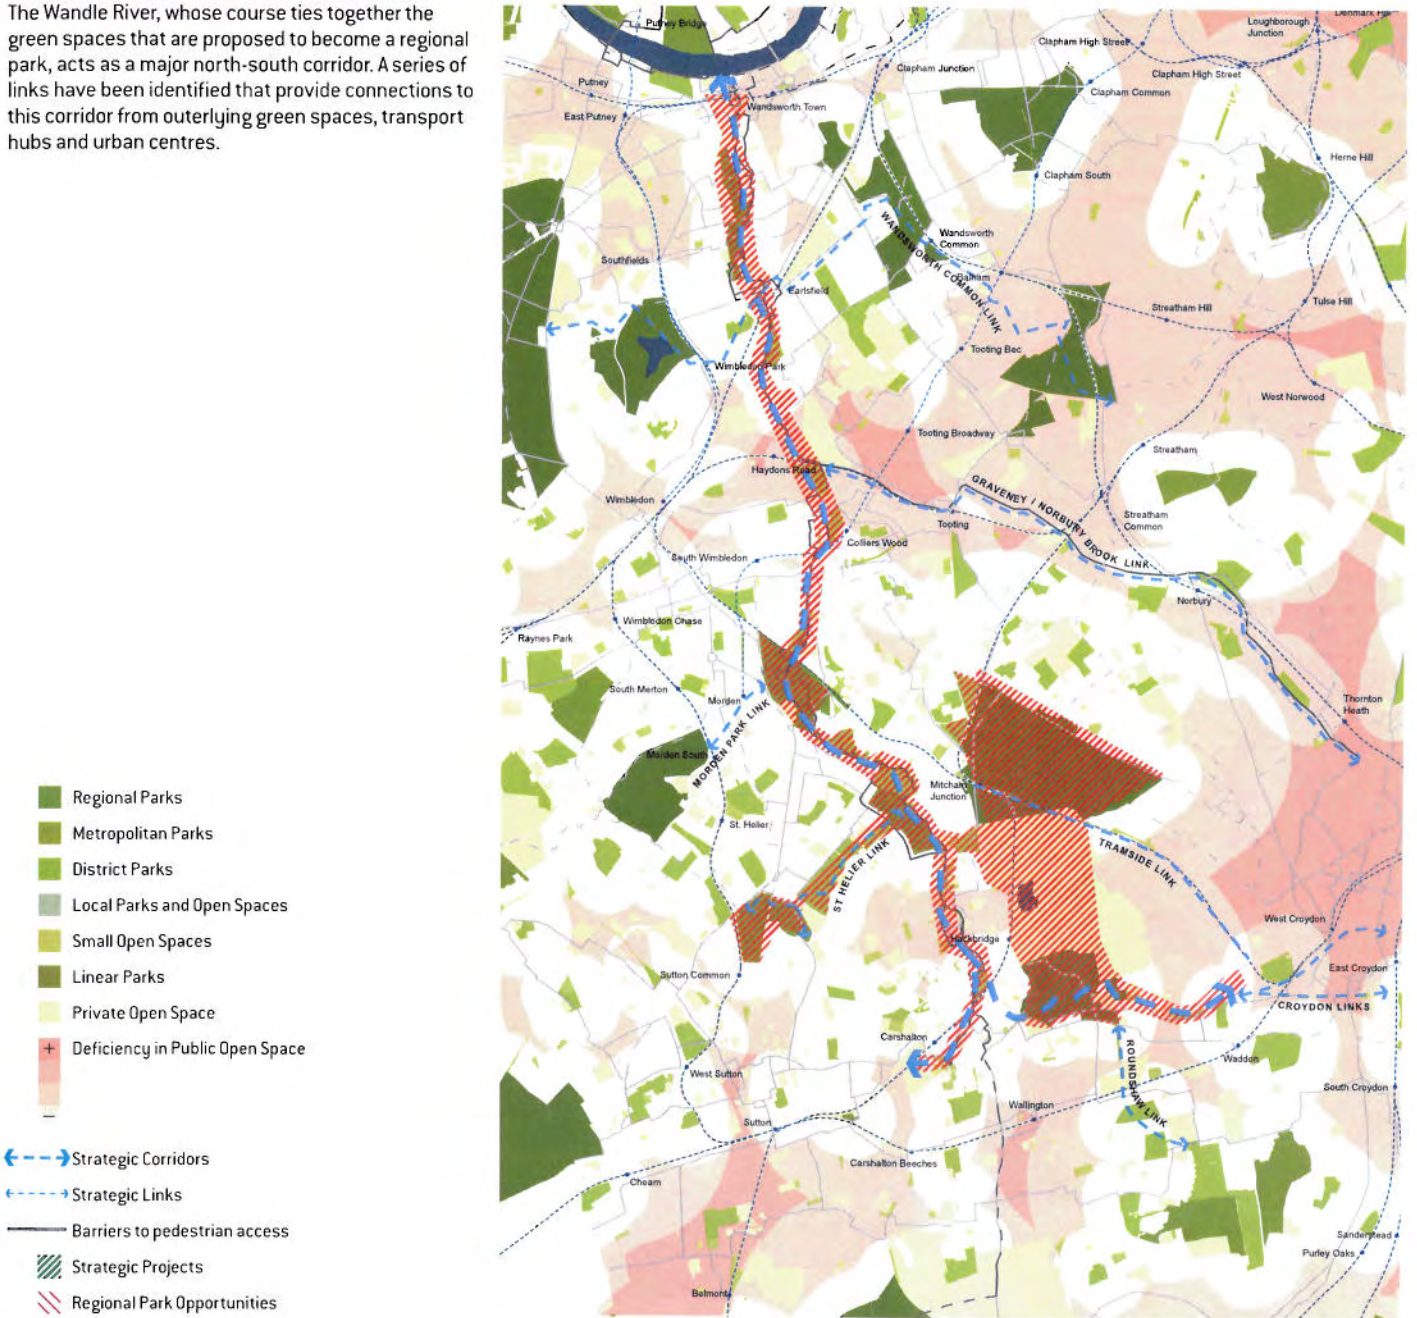 The Wandle River, whose course ties together the
green spaces that are proposed to become a regional
park, acts as a major north-south corridor. A series of
links have been identified that provide connections to
this corridor from outerlying green spaces, transport
hubs and urban centres.
Putney Bridge
Denmark Hill
Loughborough
Junction
Clapham High Street
Clapham Junction
Clapham High Street
Putney
Clapham Common
Wandsworth Town
East Putney
Herne Hill
Clapham South
WANDSWORTH COMMON LINK
Wandsworth
Common
Southfields
Balham
Earlsfield
Streatham Hill
Tulse Hill
Tooting Bec
Wimbledon Park
West Norwood
Tooting Broadway
Streatham
Haydons Road
GRAVENEY / NORBURY BROOK LINK
Wimbledon
Tooting
Streatham
Common
Colliers Wood
South Wimbledon
Norbury
Wimbledon Chase
Raynes Park
South Merton
Morden
Thornton
Heath
MORDEN PARK LINK
Morden South
Mitcham
Junction
St. Helier
ST HELIER LINK
TRAMSIDE LINK
West Croydon
Hackbridge
Sutton Common
East Croydon
CROYDON LINKS
Carshalton
Waddon
ROUNDSHAW LINK
West Sutton
South Croydon
Wallington
Sutton
Carshalton Beeches
Cheam
Sanderstead
Purley Oaks
Belmont
Regional Parks
Metropolitan Parks
District Parks
Local Parks and Open Spaces
Small Open Spaces
Linear Parks
Private Open Space
+ Deficiency in Public Open Space
–
Strategic Corridors
Strategic Links
Barriers to pedestrian access
Strategic Projects
Regional Park Opportunities